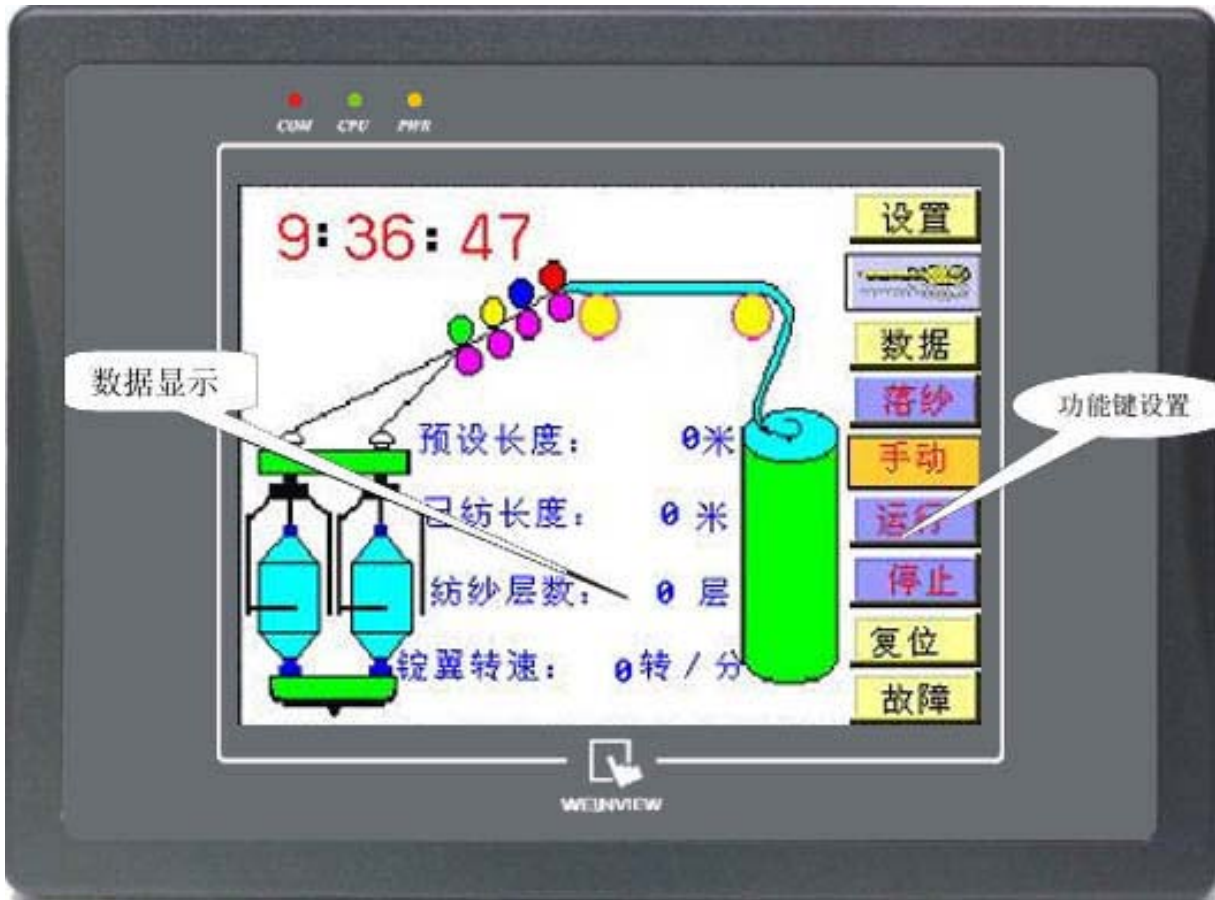 COM CPU PWR
9:36:47
设置
数据
落纱
手动
运行
停止
复位
故障
数据显示
功能键设置
预设长度: 0米
已纺长度: 0 米
纺纱层数: 0 层
锭翼转速: 0转/分
WEINVIEW